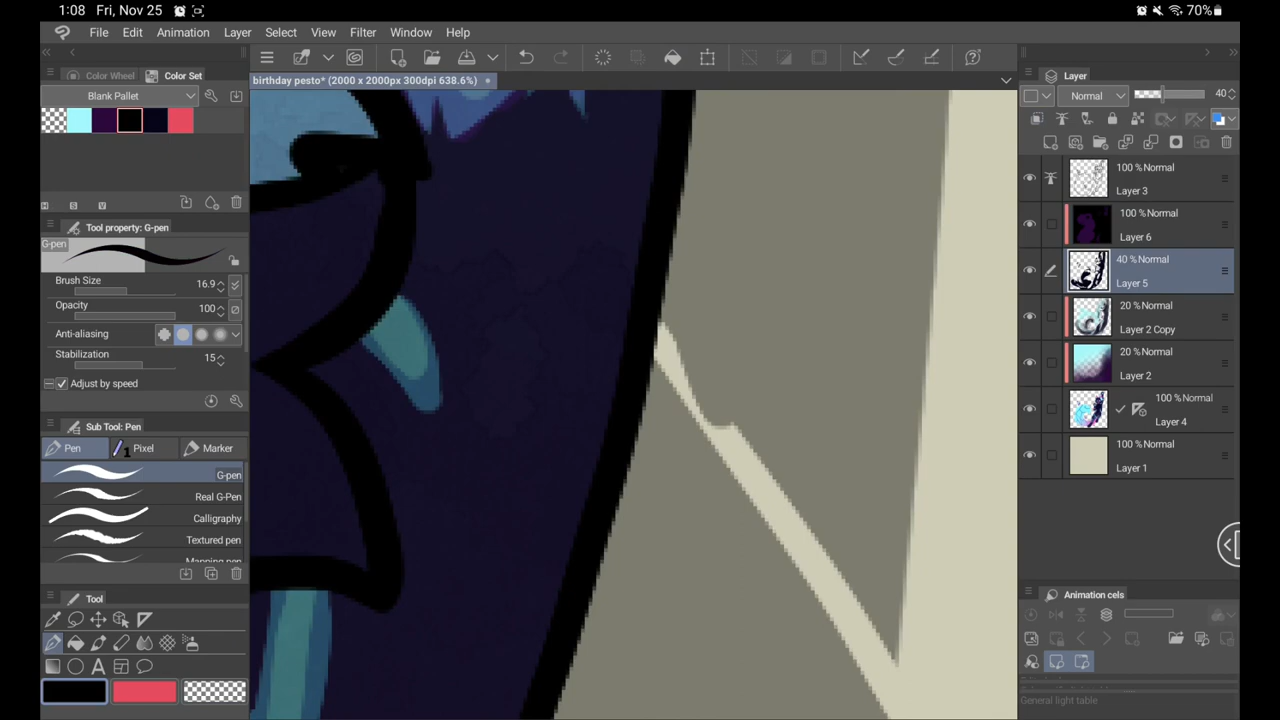 1:08 Fri, Nov 25
70%
File Edit Animation Layer Select View Filter Window Help
Color Wheel Color Set
Blank Pallet
birthday pesto* (2000 x 2000px 300dpi 638.6%)
H S V
Tool property: G-pen
G-pen
Brush Size 16.9
Opacity 100
Anti-aliasing
Stabilization 15
Adjust by speed
Sub Tool: Pen
Pen Pixel Marker
1
G-pen
Real G-Pen
Calligraphy
Textured pen
Mapping pen
Tool
Layer
Normal 40
100 %Normal
Layer 3
100 %Normal
Layer 6
40 %Normal
Layer 5
20 %Normal
Layer 2 Copy
20 %Normal
Layer 2
100 %Normal
Layer 4
100 %Normal
Layer 1
Animation cels
General light table